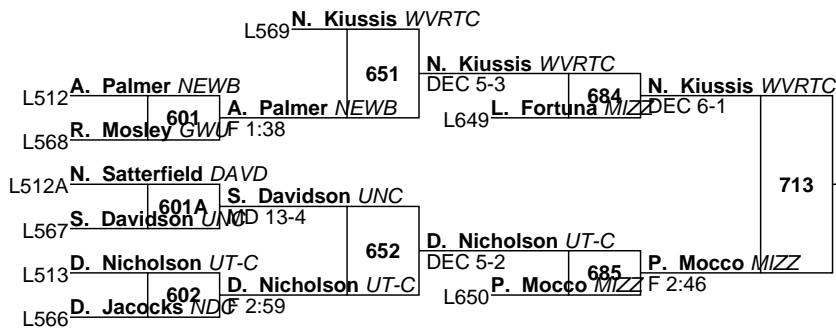 N. Kiussis WVRTC
L569
651
N. Kiussis WVRTC
DEC 5-3
684
N. Kiussis WVRTC
DEC 6-1
A. Palmer NEWB
L512
601
A. Palmer NEWB
F 1:38
R. Mosley GWU
L568
L. Fortuna MIZZ
L649
N. Satterfield DAVD
L512A
601A
S. Davidson UNC
MD 13-4
S. Davidson UNC
L567
713
652
D. Nicholson UT-C
DEC 5-2
685
P. Mocco MIZZ
F 2:46
D. Nicholson UT-C
L513
602
D. Nicholson UT-C
F 2:59
D. Jacocks NDC
L566
P. Mocco MIZZ
L650